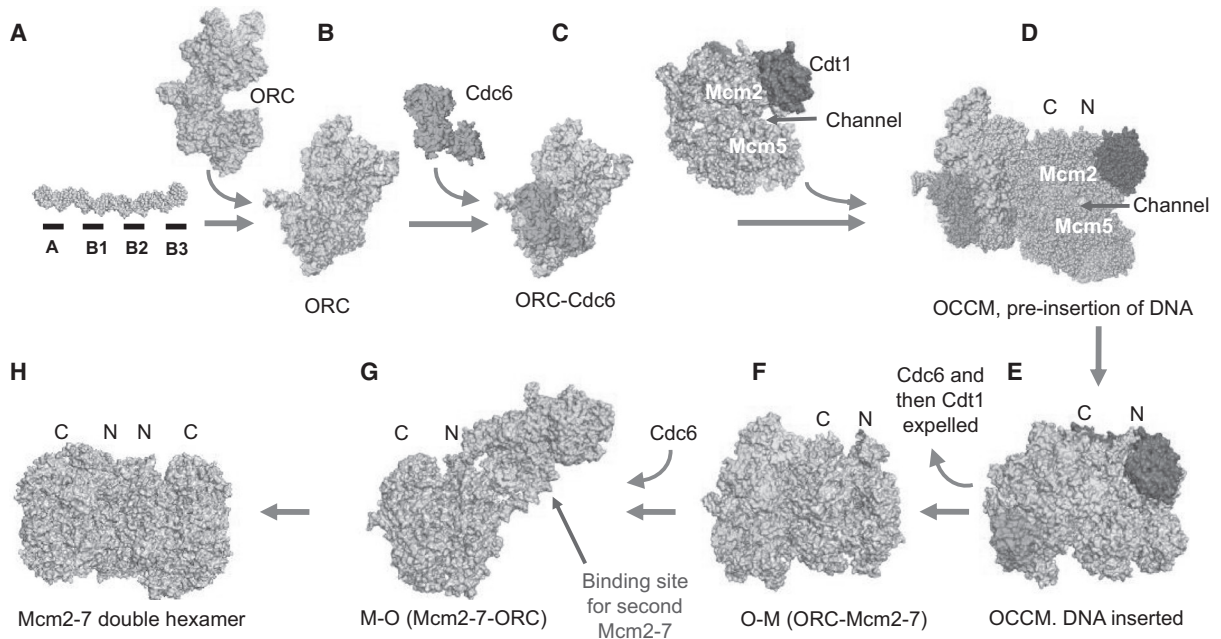 A
B
C
D
ORC
Cdc6
Cdt1
Mcm2
Channel
Mcm5
C N
Mcm2
Channel
Mcm5
A B1 B2 B3
ORC
ORC-Cdc6
OCCM, pre-insertion of DNA
H
G
F
E
C N N C
C N
Cdc6
C N
Cdc6 and
then Cdt1
expelled
C N
Binding site
for second
Mcm2-7
Mcm2-7 double hexamer
M-O (Mcm2-7-ORC)
O-M (ORC-Mcm2-7)
OCCM. DNA inserted